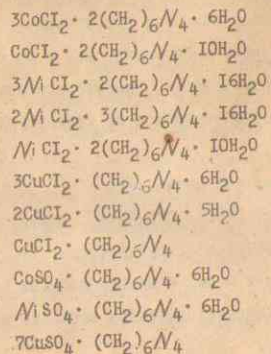 3CoCI₂· 2(CH₂)₆N₄· 6H₂O
CoCI₂· 2(CH₂)₆N₄· IOH₂O
3NiCI₂· 2(CH₂)₆N₄· I6H₂O
2NiCI₂· 3(CH₂)₆N₄· I6H₂O
NiCI₂· 2(CH₂)₆N₄· IOH₂O
3CuCI₂· (CH₂)₆N₄· 6H₂O
2CuCI₂· (CH₂)₆N₄· 5H₂O
CuCI₂· (CH₂)₆N₄
CoSO₄· (CH₂)₆N₄· 6H₂O
NiSO₄· (CH₂)₆N₄· 6H₂O
7CuSO₄· (CH₂)₆N₄